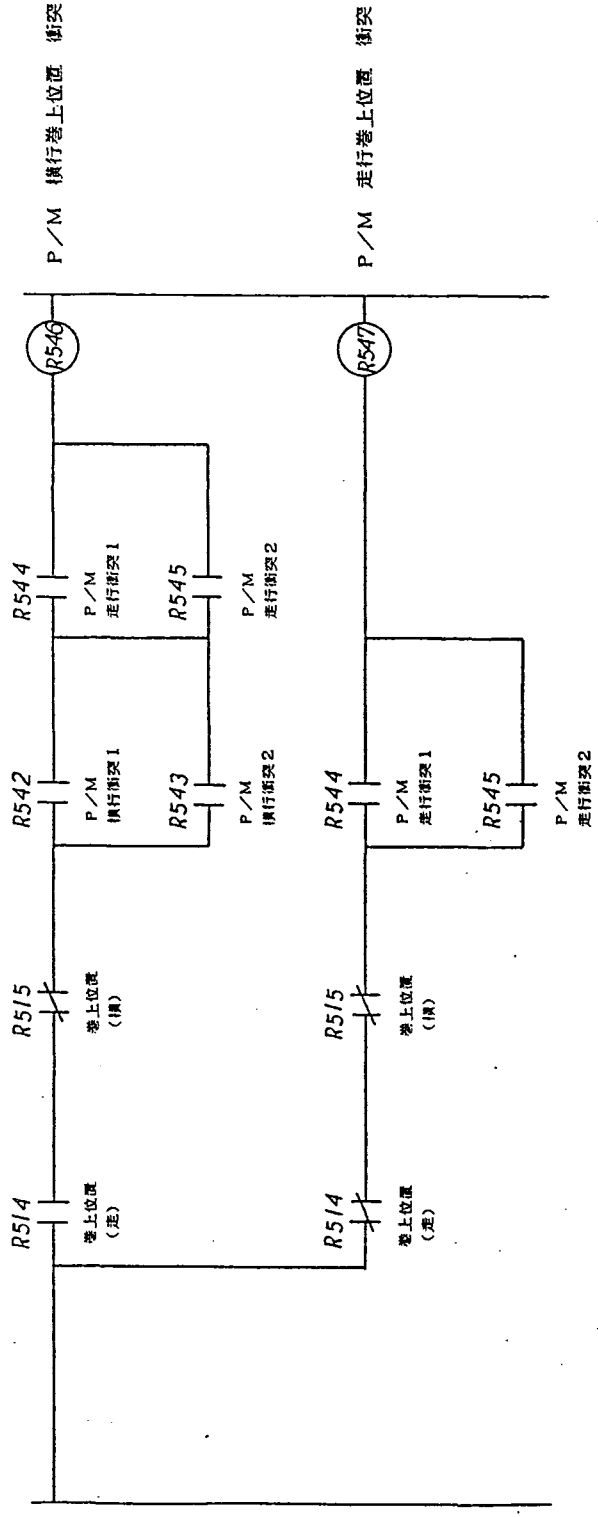 R514
巻上位置
（走）
R515
巻上位置
（横）
R542
P／M
横行衝突1
R544
P／M
走行衝突1
R546
P／M 横行巻上位置 衝突
R543
P／M
横行衝突2
R545
P／M
走行衝突2
R514
巻上位置
（走）
R515
巻上位置
（横）
R544
P／M
走行衝突1
R547
P／M 走行巻上位置 衝突
R545
P／M
走行衝突2